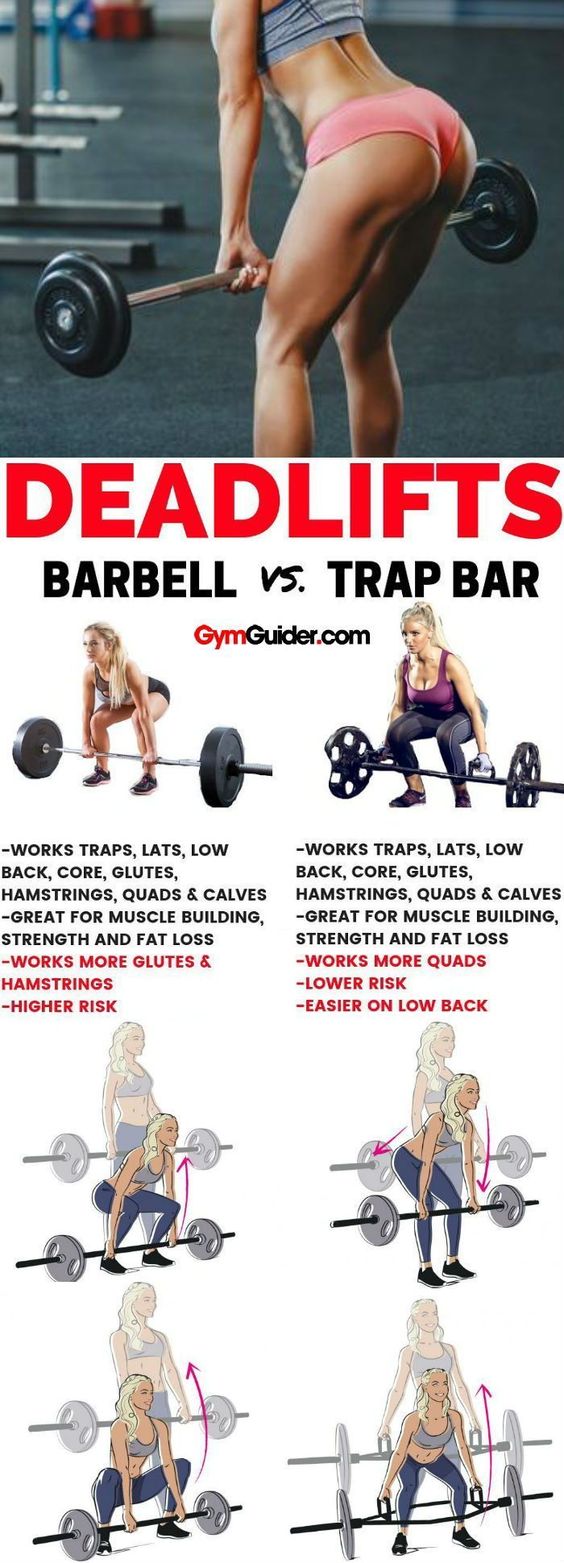 DEADLIFTS
BARBELL vs. TRAP BAR
GymGuider.com
-WORKS TRAPS, LATS, LOW
BACK, CORE, GLUTES,
HAMSTRINGS, QUADS & CALVES
-GREAT FOR MUSCLE BUILDING,
STRENGTH AND FAT LOSS
-WORKS MORE GLUTES &
HAMSTRINGS
-HIGHER RISK
-WORKS TRAPS, LATS, LOW
BACK, CORE, GLUTES,
HAMSTRINGS, QUADS & CALVES
-GREAT FOR MUSCLE BUILDING,
STRENGTH AND FAT LOSS
-WORKS MORE QUADS
-LOWER RISK
-EASIER ON LOW BACK